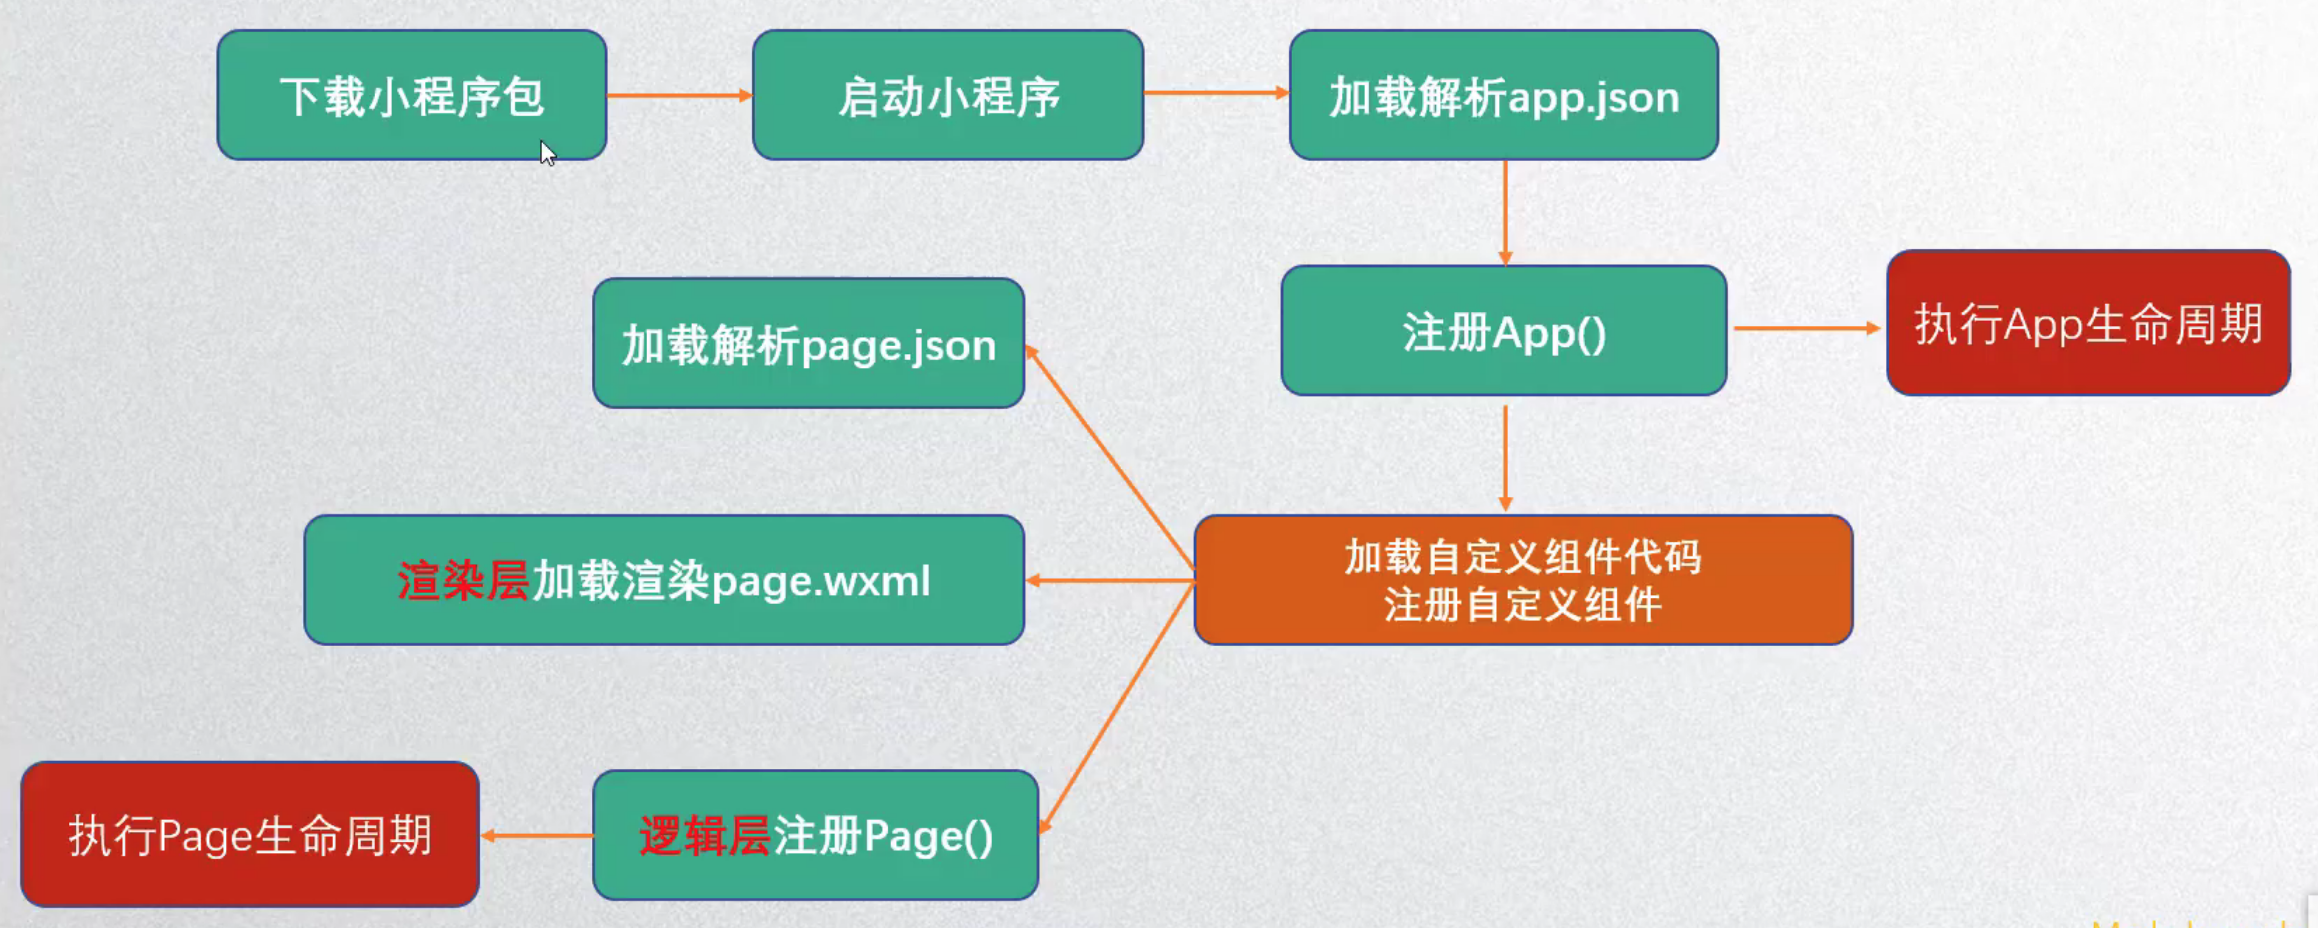 下载小程序包
启动小程序
加载解析app.json
注册App()
执行App生命周期
加载解析page.json
加载自定义组件代码
注册自定义组件
渲染层加载渲染page.wxml
逻辑层注册Page()
执行Page生命周期